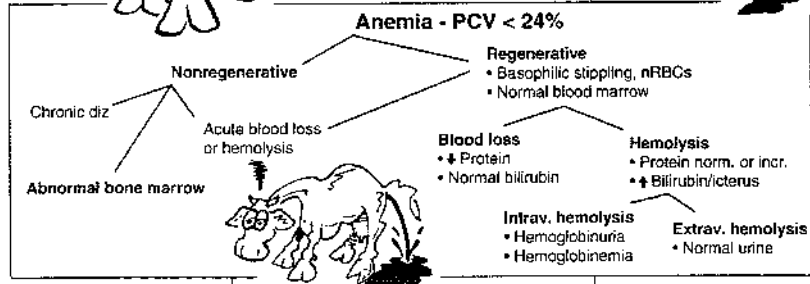 Anemia - PCV < 24%
Nonregenerative
Chronic diz
Acute blood loss
or hemolysis
Abnormal bone marrow
Regenerative
• Basophilic stippling, nRBCs
• Normal blood marrow
Blood loss
• ↓ Protein
• Normal bilirubin
Hemolysis
• Protein norm. or incr.
• ↑ Bilirubin/icterus
Intrav. hemolysis
• Hemoglobinuria
• Hemoglobinemia
Extrav. hemolysis
• Normal urine